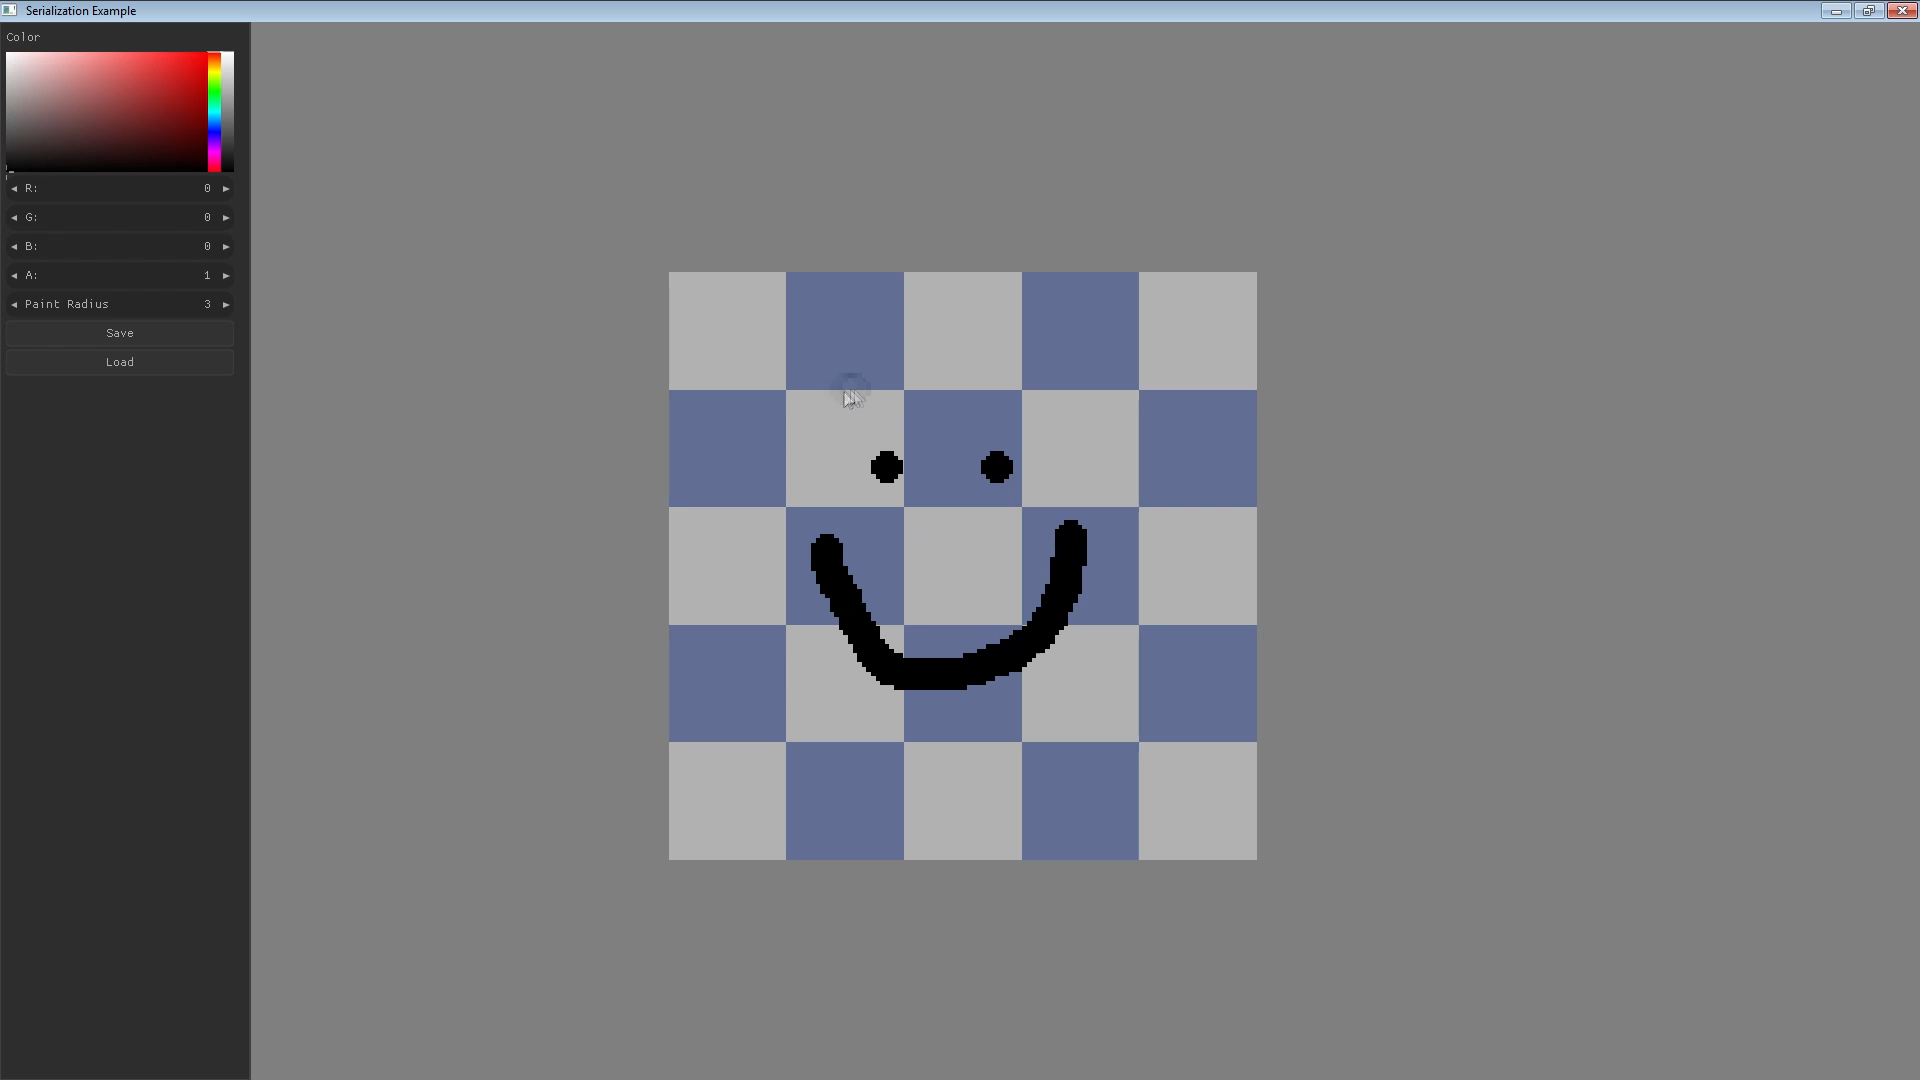 Serialization Example
Color
R: 0
G: 0
B: 0
A: 1
Paint Radius 3
Save
Load